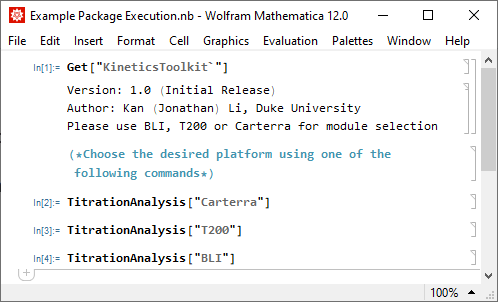 Example Package Execution.nb - Wolfram Mathematica 12.0
File Edit Insert Format Cell Graphics Evaluation Palettes Window Help
In[1]:= Get["KineticsToolkit`"]
Version: 1.0 (Initial Release)
Author: Kan (Jonathan) Li, Duke University
Please use BLI, T200 or Carterra for module selection
(*Choose the desired platform using one of the
following commands*)
In[2]:= TitrationAnalysis["Carterra"]
In[3]:= TitrationAnalysis["T200"]
In[4]:= TitrationAnalysis["BLI"]
100%